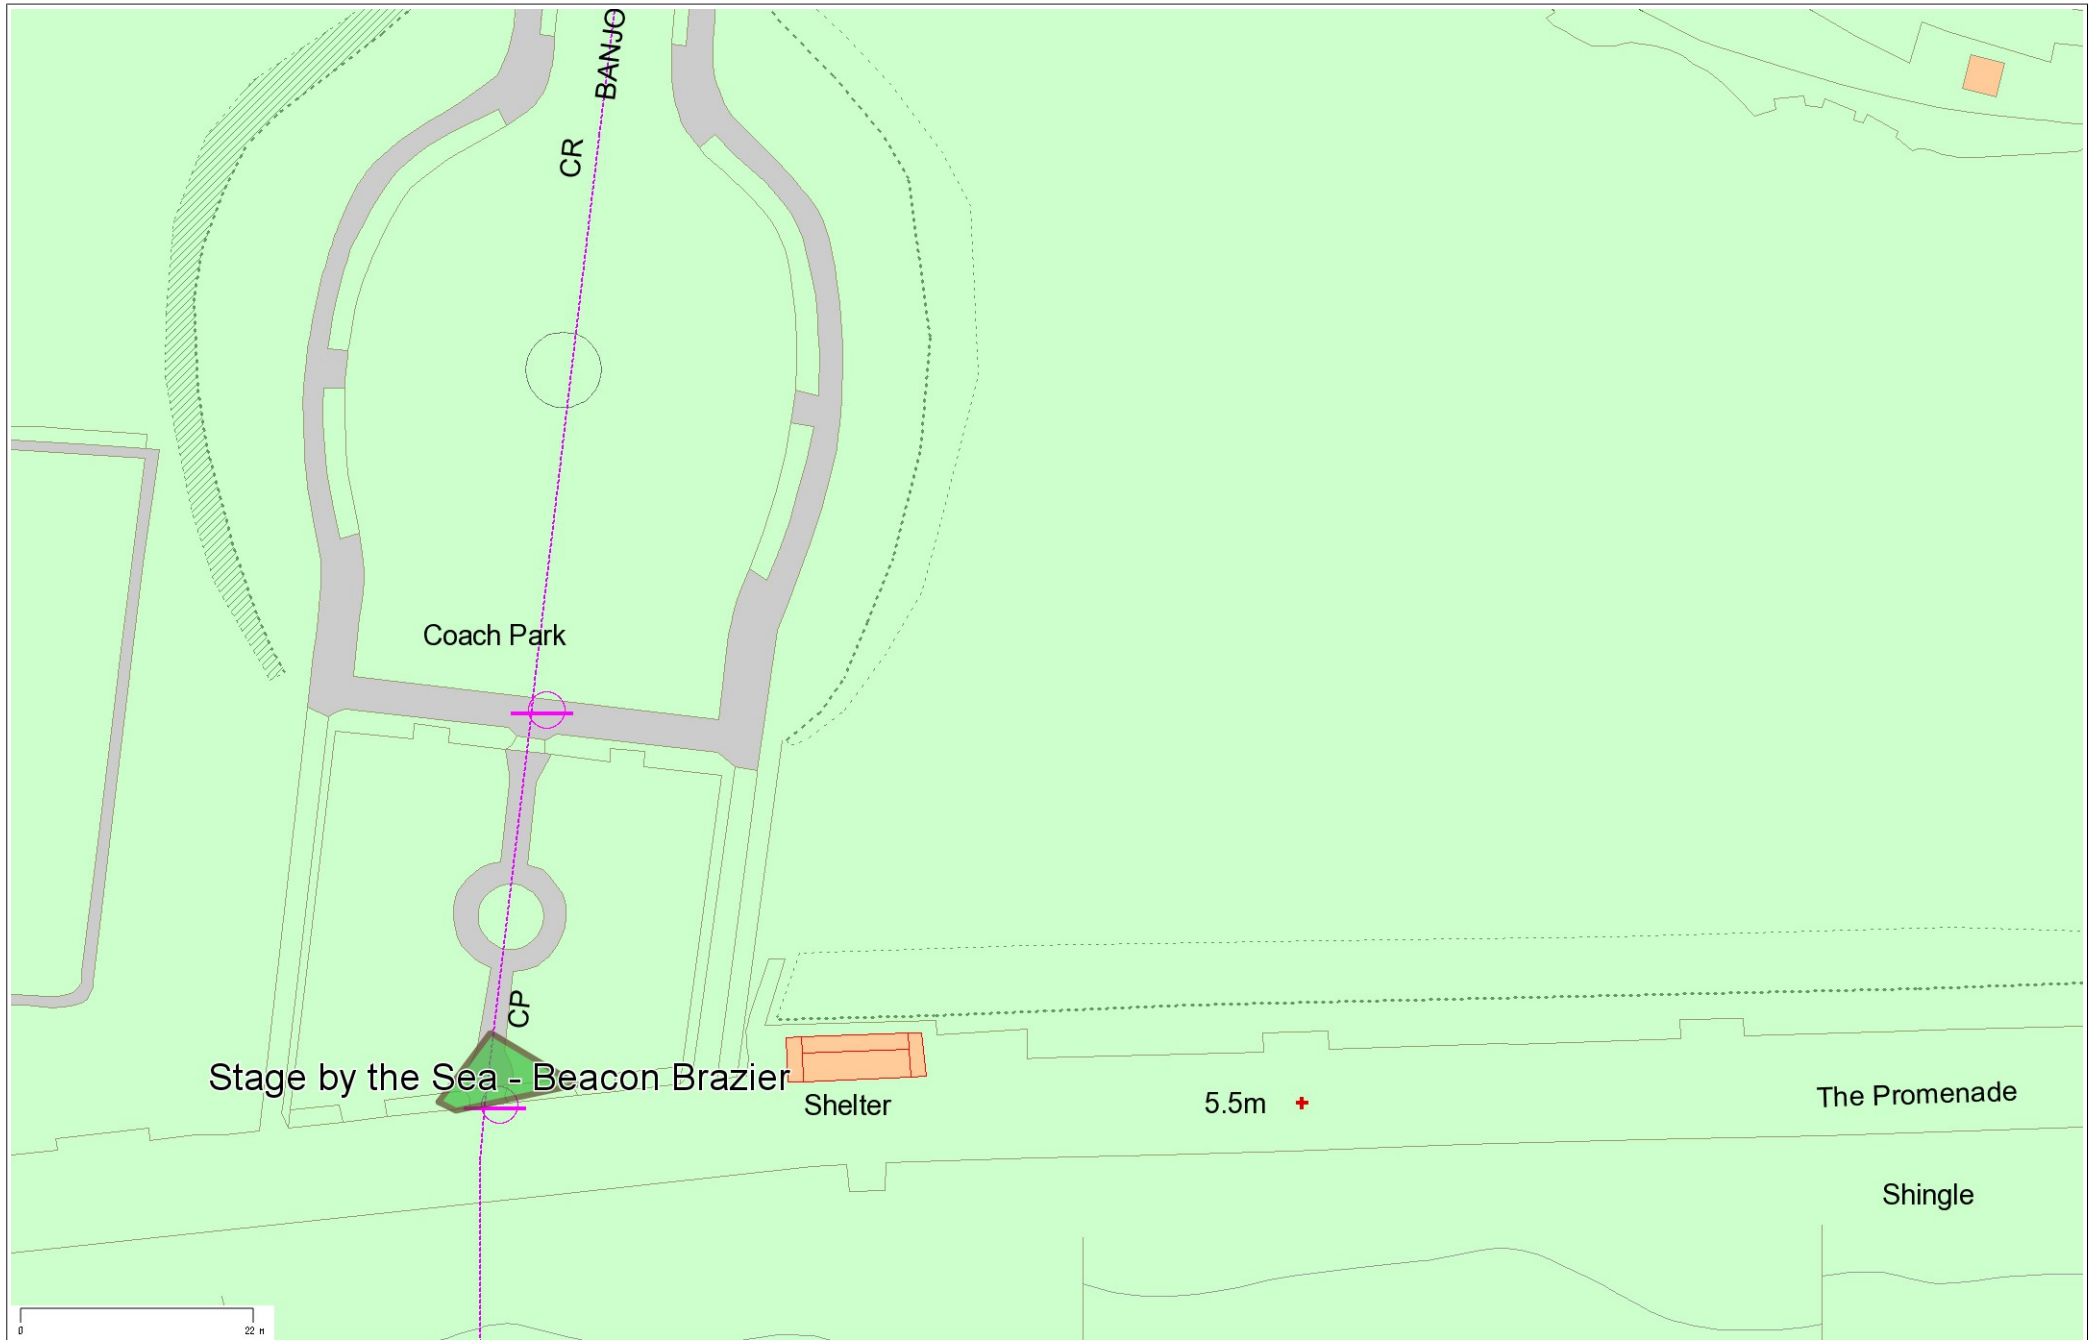 BANJO
CR
Coach Park
CP
Stage by the Sea - Beacon Brazier
Shelter
5.5m
The Promenade
Shingle
0
22 M